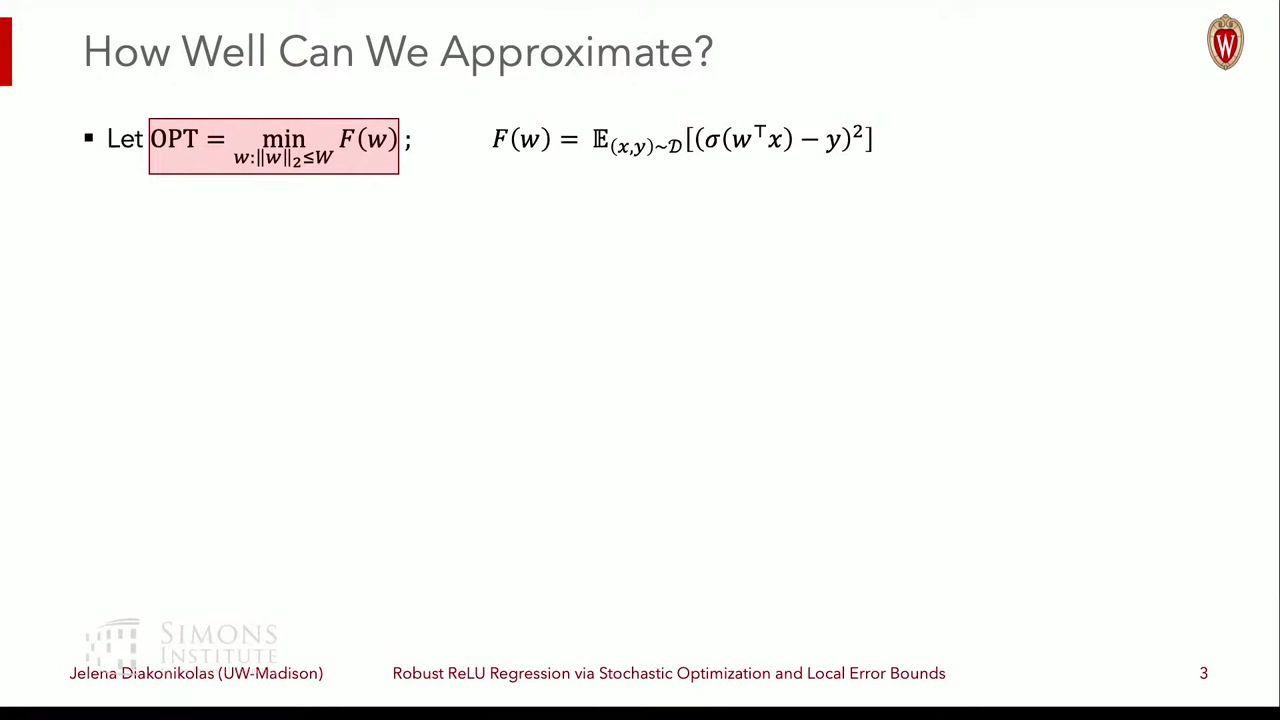 How Well Can We Approximate?
W
▪ Let OPT = min_{w:‖w‖₂≤W} F(w) ; F(w) = 𝔼_{(x,y)∼𝒟}[(σ(w^⊤x) − y)²]
SIMONS
INSTITUTE
Jelena Diakonikolas (UW-Madison) Robust ReLU Regression via Stochastic Optimization and Local Error Bounds 3